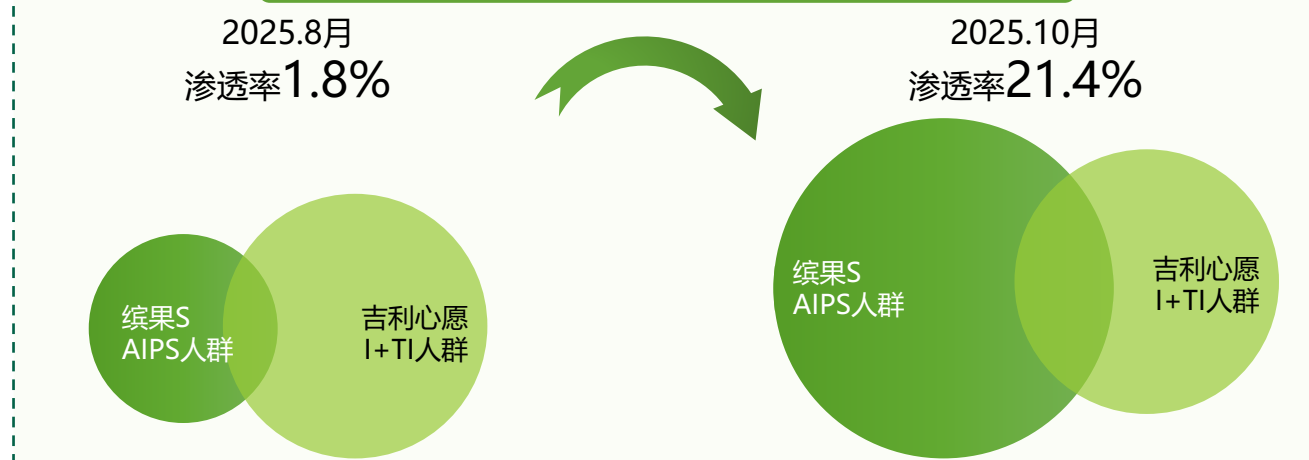 2025.8月
渗透率1.8%
2025.10月
渗透率21.4%
缤果S
AIPS人群
吉利心愿
I+TI人群
缤果S
AIPS人群
吉利心愿
I+TI人群